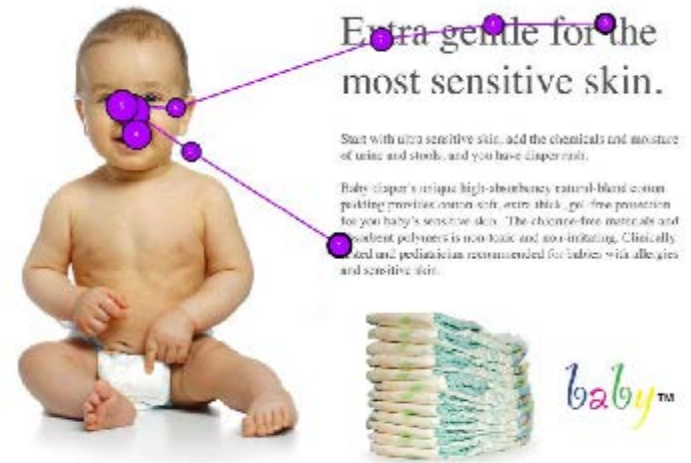 Extra gentle for the
most sensitive skin.
Start with ultra sensitive skin, add the chemicals and moisture
of urine and stools, and you have diaper rash.
Baby diaper's unique high-absorbency natural-blend cotton
padding provides cotton soft, extra thick, gel-free protection
for you baby's sensitive skin. The chlorine-free materials and
absorbent polymers is non-toxic and non-irritating. Clinically
tested and pediatrician recommended for babies with allergies
and sensitive skin.
baby™